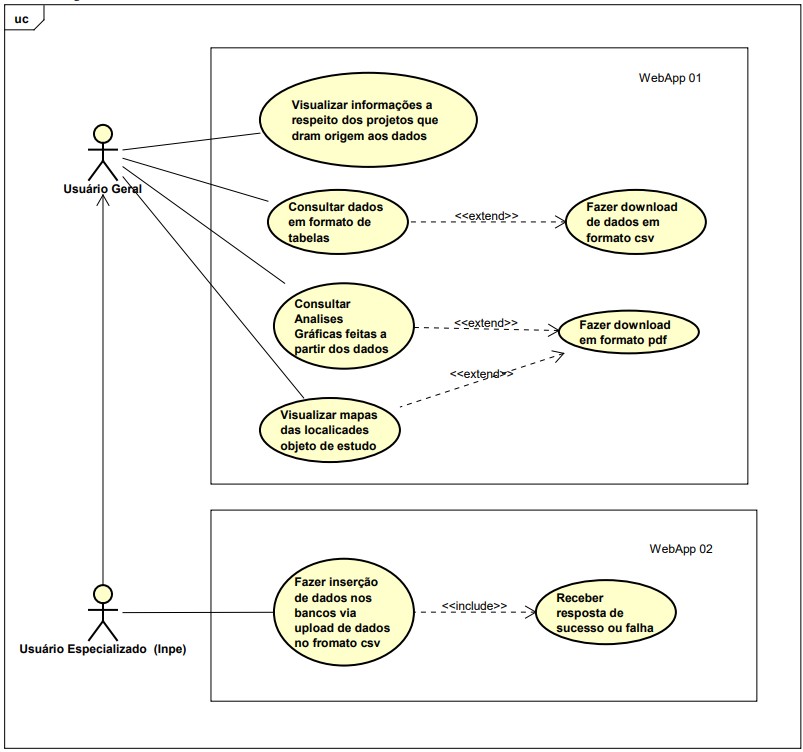 uc
WebApp 01
Visualizar informações a
respeito dos projetos que
dram origem aos dados
Usuário Geral
Consultar dados
em formato de
tabelas
<<extend>>
Fazer download
de dados em
formato csv
Consultar
Analises
Gráficas feitas a
partir dos dados
<<extend>>
Fazer download
em formato pdf
<<extend>>
Visualizar mapas
das localicades
objeto de estudo
WebApp 02
Fazer inserção
de dados nos
bancos via
upload de dados
no fromato csv
<<include>>
Receber
resposta de
sucesso ou falha
Usuário Especializado (Inpe)